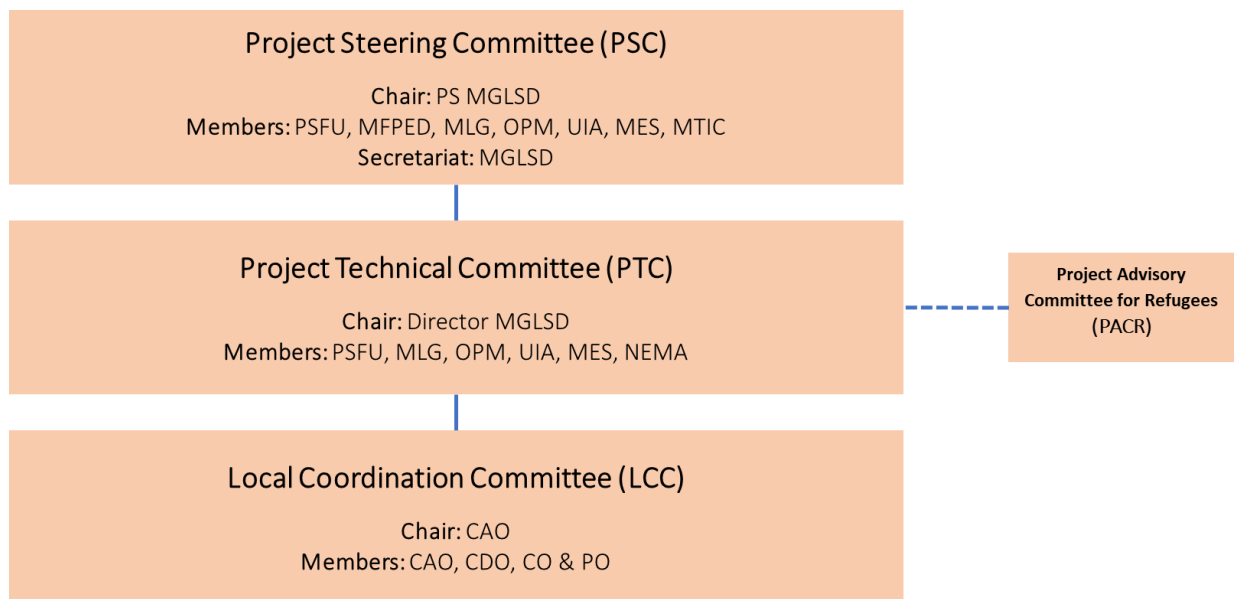 Project Steering Committee (PSC)
Chair: PS MGLSD
Members: PSFU, MFPED, MLG, OPM, UIA, MES, MTIC
Secretariat: MGLSD
Project Technical Committee (PTC)
Chair: Director MGLSD
Members: PSFU, MLG, OPM, UIA, MES, NEMA
Project Advisory
Committee for Refugees
(PACR)
Local Coordination Committee (LCC)
Chair: CAO
Members: CAO, CDO, CO & PO